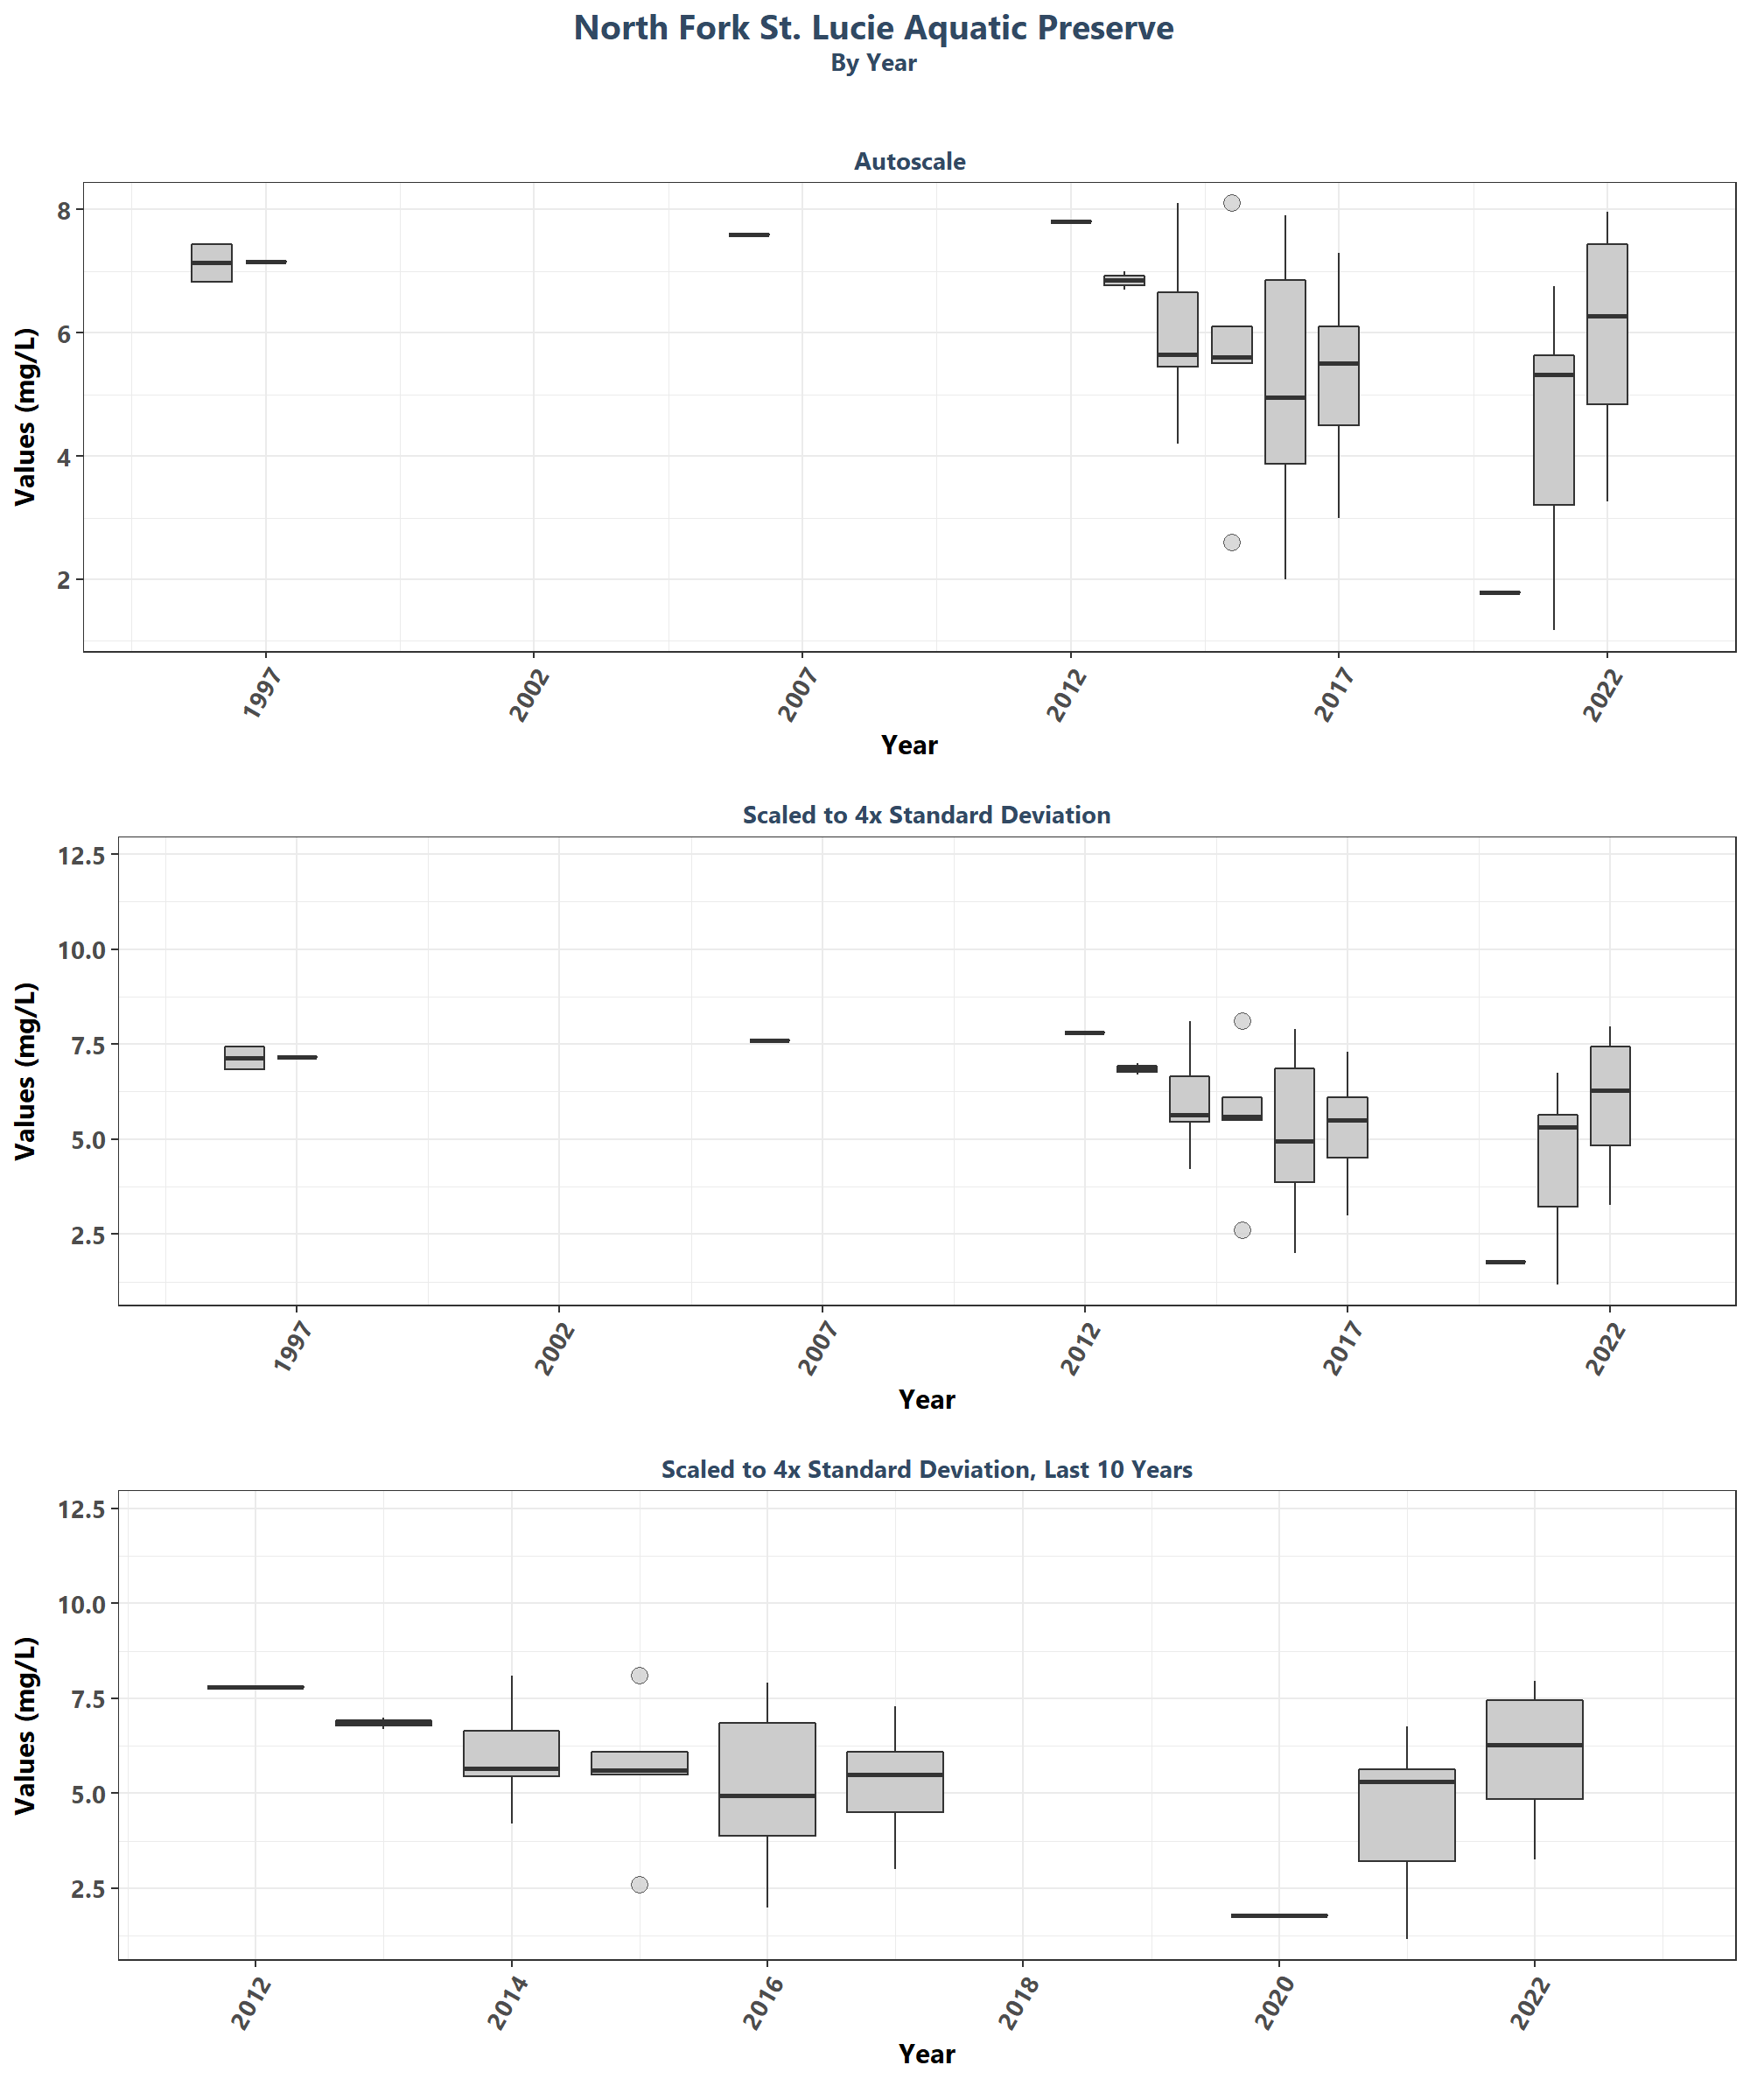 North Fork St. Lucie Aquatic Preserve
By Year
Autoscale
8
6
4
2
Values (mg/L)
1997 2002 2007 2012 2017 2022
Year
Scaled to 4x Standard Deviation
12.5
10.0
7.5
5.0
2.5
Values (mg/L)
1997 2002 2007 2012 2017 2022
Year
Scaled to 4x Standard Deviation, Last 10 Years
12.5
10.0
7.5
5.0
2.5
Values (mg/L)
2012 2014 2016 2018 2020 2022
Year